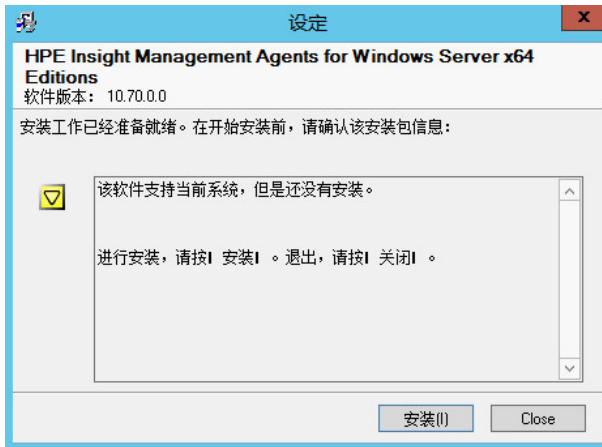 设定
x
HPE Insight Management Agents for Windows Server x64
Editions
软件版本： 10.70.0.0
安装工作已经准备就绪。在开始安装前，请确认该安装包信息：
该软件支持当前系统，但是还没有安装。
进行安装，请按▌安装▌。退出，请按▌关闭▌。
安装(I)
Close